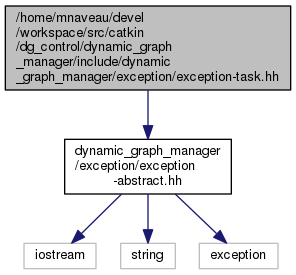 /home/mnaveau/devel
/workspace/src/catkin
/dg_control/dynamic_graph
_manager/include/dynamic
_graph_manager/exception/exception-task.hh
dynamic_graph_manager
/exception/exception
-abstract.hh
iostream
string
exception